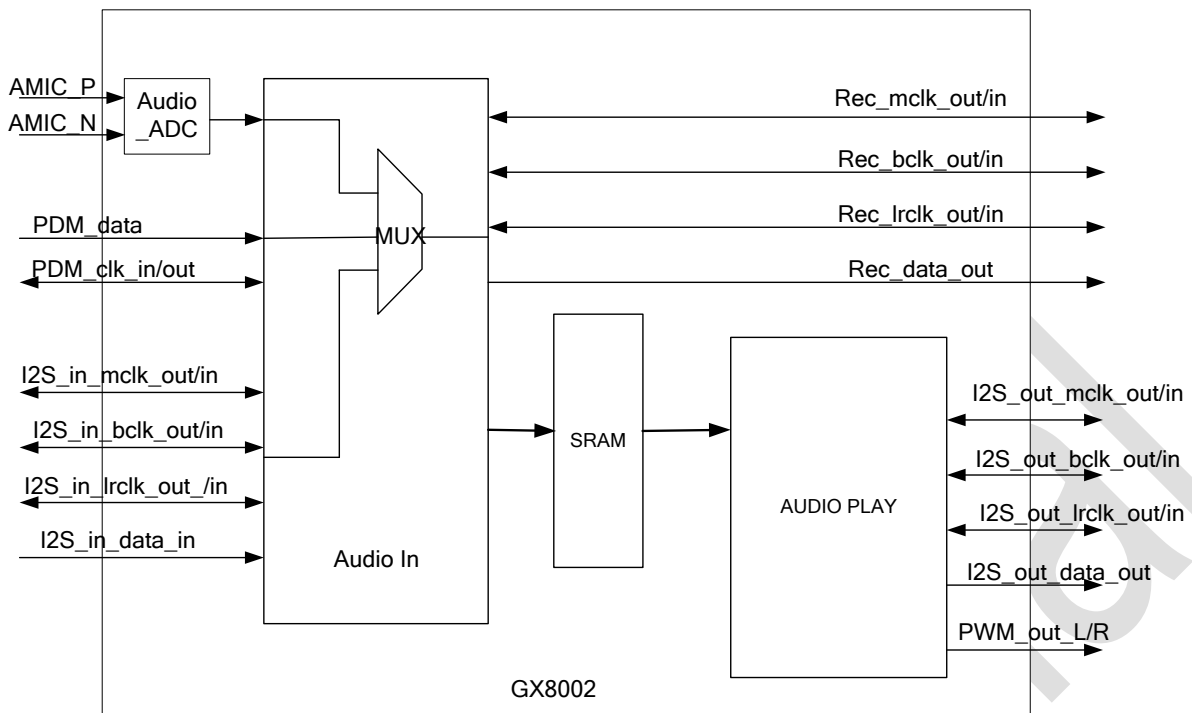 AMIC_P
AMIC_N
Audio
_ADC
PDM_data
PDM_clk_in/out
I2S_in_mclk_out/in
I2S_in_bclk_out/in
I2S_in_lrclk_out_/in
I2S_in_data_in
MUX
Audio In
Rec_mclk_out/in
Rec_bclk_out/in
Rec_lrclk_out/in
Rec_data_out
SRAM
AUDIO PLAY
I2S_out_mclk_out/in
I2S_out_bclk_out/in
I2S_out_lrclk_out/in
I2S_out_data_out
PWM_out_L/R
GX8002